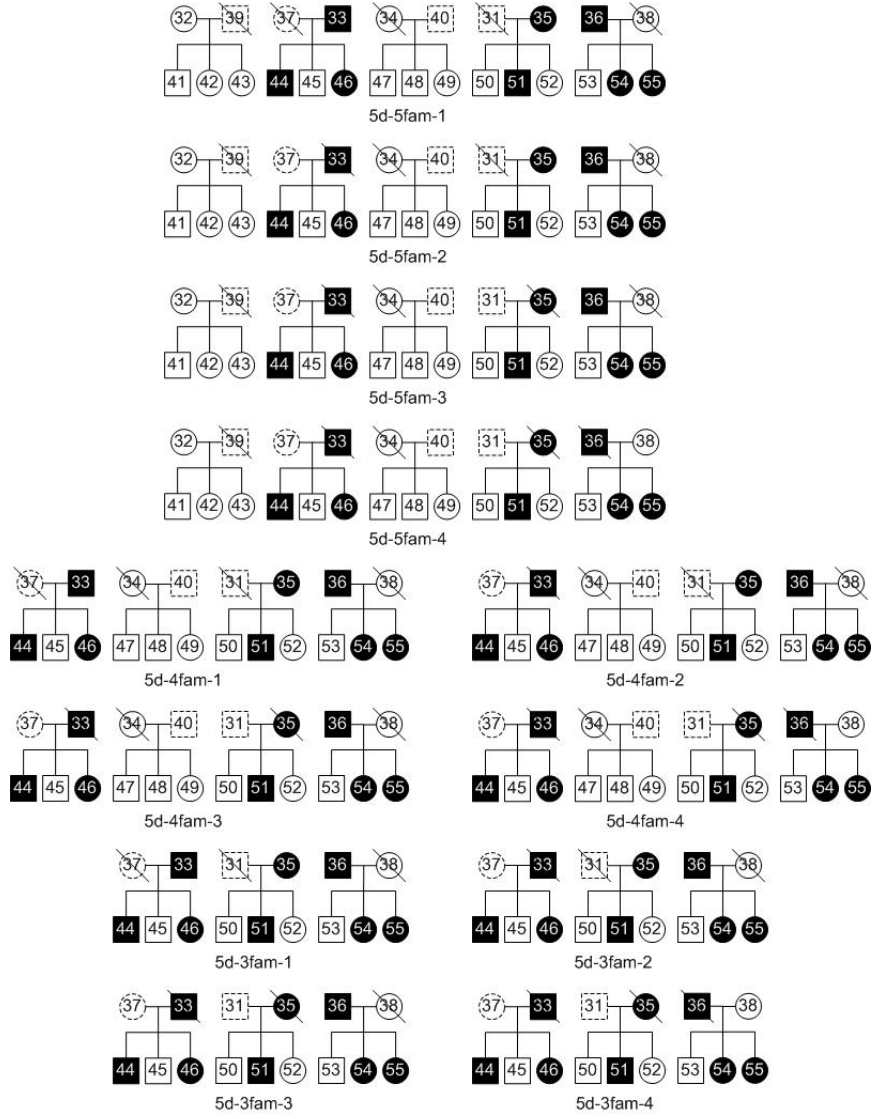 32 39 37 33 34 40 31 35 36 38
41 42 43 44 45 46 47 48 49 50 51 52 53 54 55
5d-5fam-1
32 39 37 33 34 40 31 35 36 38
41 42 43 44 45 46 47 48 49 50 51 52 53 54 55
5d-5fam-2
32 39 37 33 34 40 31 35 36 38
41 42 43 44 45 46 47 48 49 50 51 52 53 54 55
5d-5fam-3
32 39 37 33 34 40 31 35 36 38
41 42 43 44 45 46 47 48 49 50 51 52 53 54 55
5d-5fam-4
37 33 34 40 31 35 36 38
44 45 46 47 48 49 50 51 52 53 54 55
5d-4fam-1
37 33 34 40 31 35 36 38
44 45 46 47 48 49 50 51 52 53 54 55
5d-4fam-2
37 33 34 40 31 35 36 38
44 45 46 47 48 49 50 51 52 53 54 55
5d-4fam-3
37 33 34 40 31 35 36 38
44 45 46 47 48 49 50 51 52 53 54 55
5d-4fam-4
37 33 31 35 36 38
44 45 46 50 51 52 53 54 55
5d-3fam-1
37 33 31 35 36 38
44 45 46 50 51 52 53 54 55
5d-3fam-2
37 33 31 35 36 38
44 45 46 50 51 52 53 54 55
5d-3fam-3
37 33 31 35 36 38
44 45 46 50 51 52 53 54 55
5d-3fam-4